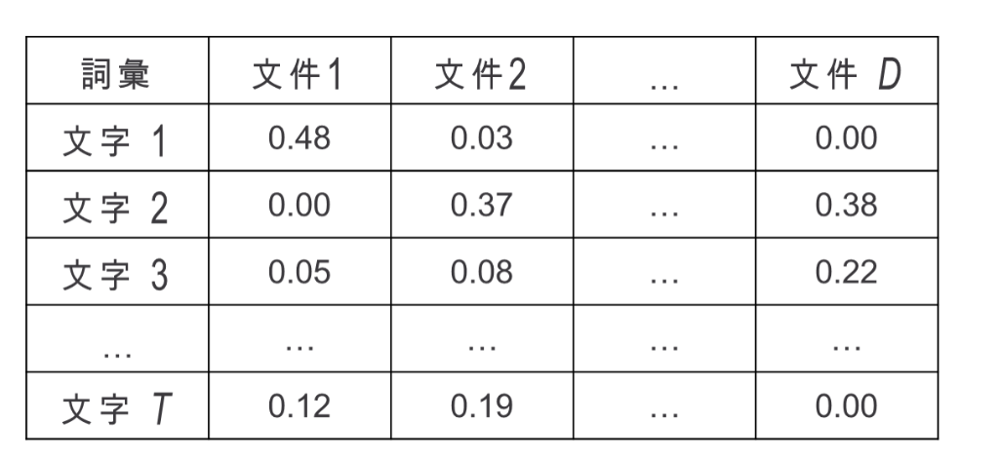 詞彙 文件1 文件2 … 文件 D
文字 1 0.48 0.03 … 0.00
文字 2 0.00 0.37 … 0.38
文字 3 0.05 0.08 … 0.22
… … … … …
文字 T 0.12 0.19 … 0.00